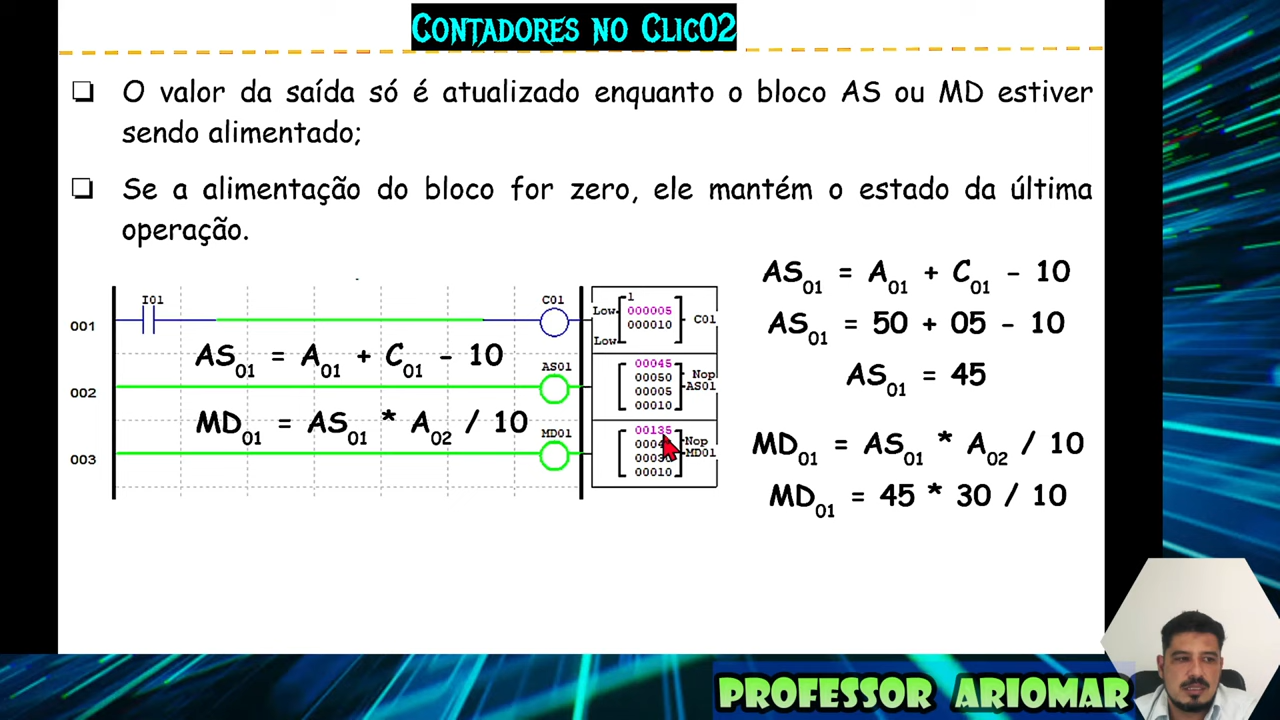 CONTADORES NO CLIC02
❏ O valor da saída só é atualizado enquanto o bloco AS ou MD estiver
sendo alimentado;
❏ Se a alimentação do bloco for zero, ele mantém o estado da última
operação.
AS01 = A01 + C01 - 10
AS01 = 50 + 05 - 10
AS01 = 45
MD01 = AS01 * A02 / 10
MD01 = 45 * 30 / 10
001
I01
C01
Low
1
000005
000010
Low
C01
AS01 = A01 + C01 - 10
002
AS01
00045
00050
00005
00010
Nop
AS01
MD01 = AS01 * A02 / 10
003
MD01
00135
00010
Nop
MD01
PROFESSOR ARIOMAR